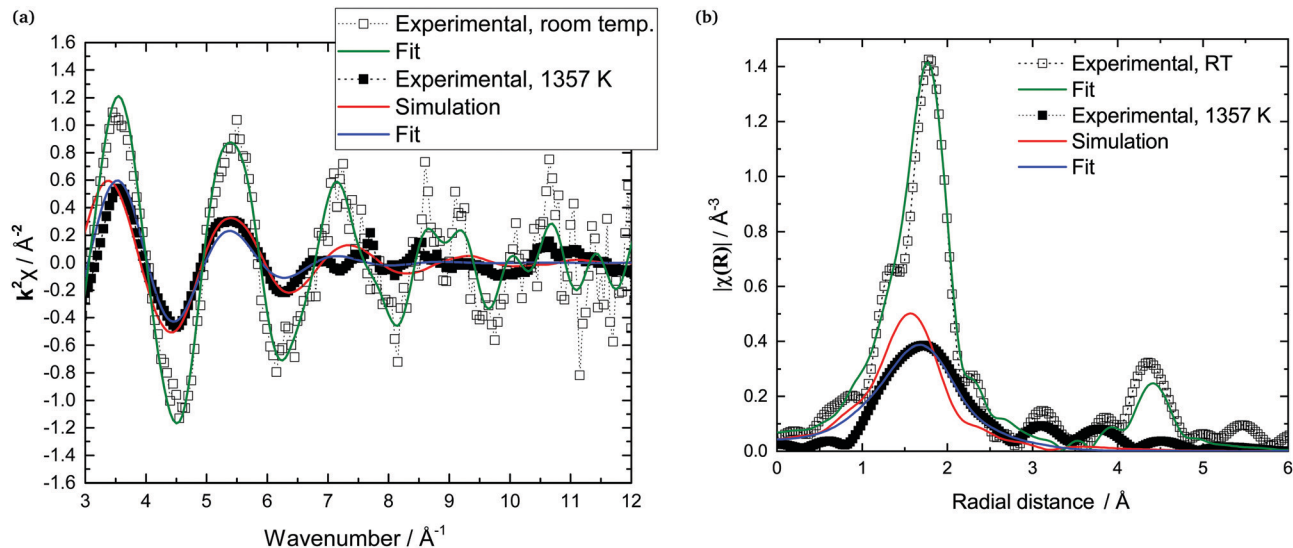 (a)
Experimental, room temp.
Fit
Experimental, 1357 K
Simulation
Fit
k²χ / Å⁻²
1.6
1.4
1.2
1.0
0.8
0.6
0.4
0.2
0.0
-0.2
-0.4
-0.6
-0.8
-1.0
-1.2
-1.4
-1.6
3 4 5 6 7 8 9 10 11 12
Wavenumber / Å⁻¹
(b)
Experimental, RT
Fit
Experimental, 1357 K
Simulation
Fit
|χ(R)| / Å⁻³
1.4
1.2
1.0
0.8
0.6
0.4
0.2
0.0
0 1 2 3 4 5 6
Radial distance / Å